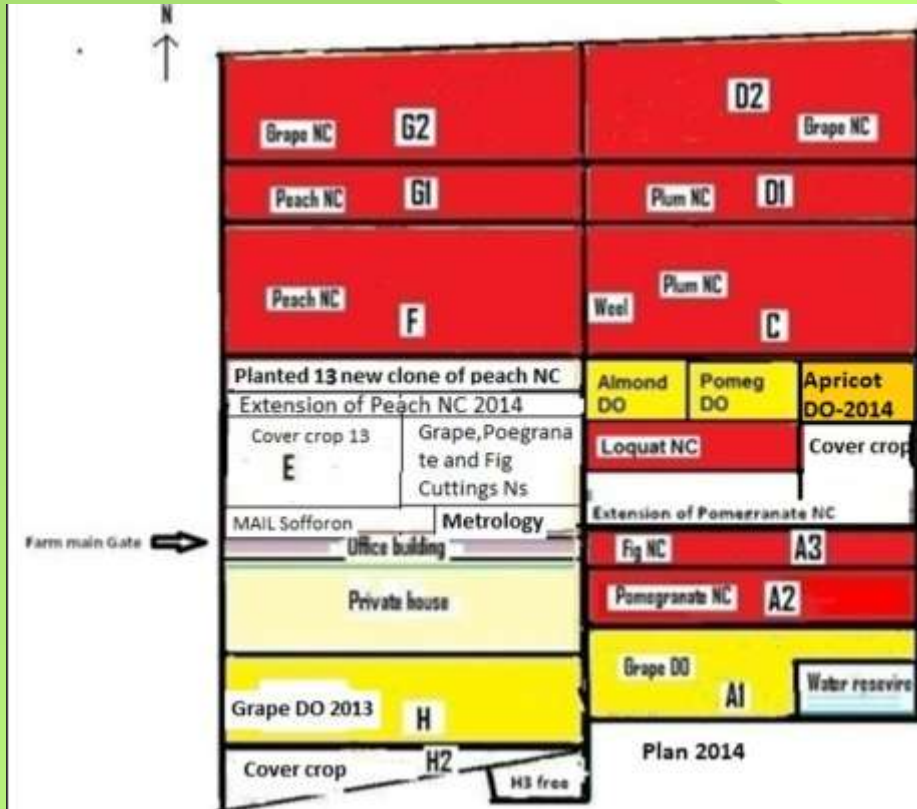 N
Grape NC G2
D2
Grape NC
Peach NC G1
Plum NC D1
Peach NC
F
Plum NC
Weel
C
Planted 13 new clone of peach NC
Extension of Peach NC 2014
Cover crop 13
E
Grape,Poegrana
te and Fig
Cuttings Ns
MAIL Sofforon
Metrology
Almond
DO
Pomeg
DO
Apricot
DO-2014
Loquat NC
Cover crop
Extension of Pomegranate NC
Farm main Gate
Office building
Fig NC A3
Private house
Pomegranate NC A2
Grape DO
A1
Water resevire
Grape DO 2013 H
H2
Cover crop
H3 free
Plan 2014